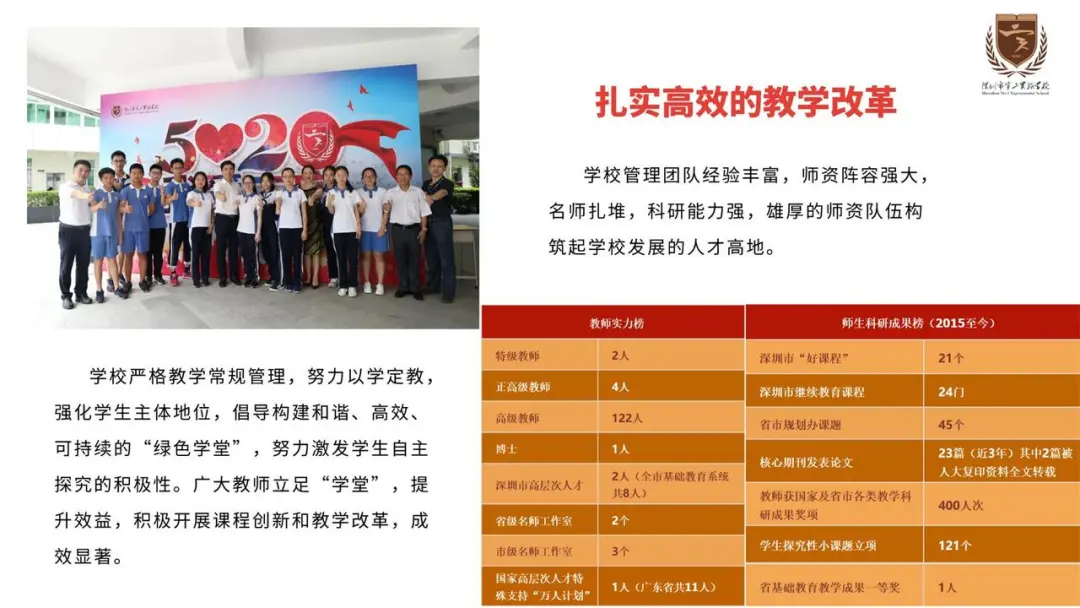 深圳市第二实验学校
Shenzhen No.2 Experimental School
扎实高效的教学改革
5 20
学校管理团队经验丰富，师资阵容强大，
名师扎堆，科研能力强，雄厚的师资队伍构
筑起学校发展的人才高地。
学校严格教学常规管理，努力以学定教，
强化学生主体地位，倡导构建和谐、高效、
可持续的“绿色学堂”，努力激发学生自主
探究的积极性。广大教师立足“学堂”，提
升效益，积极开展课程创新和教学改革，成
效显著。
教师实力榜
特级教师 2人
正高级教师 4人
高级教师 122人
博士 1人
深圳市高层次人才 2人（全市基础教育系统
共8人）
省级名师工作室 2个
市级名师工作室 3个
国家高层次人才特
殊支持“万人计划” 1人（广东省共11人）
师生科研成果榜（2015至今）
深圳市“好课程” 21个
深圳市继续教育课程 24门
省市规划办课题 45个
核心期刊发表论文 23篇（近3年）其中2篇被
人大复印资料全文转载
教师获国家及省市各类教学科
研成果奖项 400人次
学生探究性小课题立项 121个
省基础教育教学成果一等奖 1人